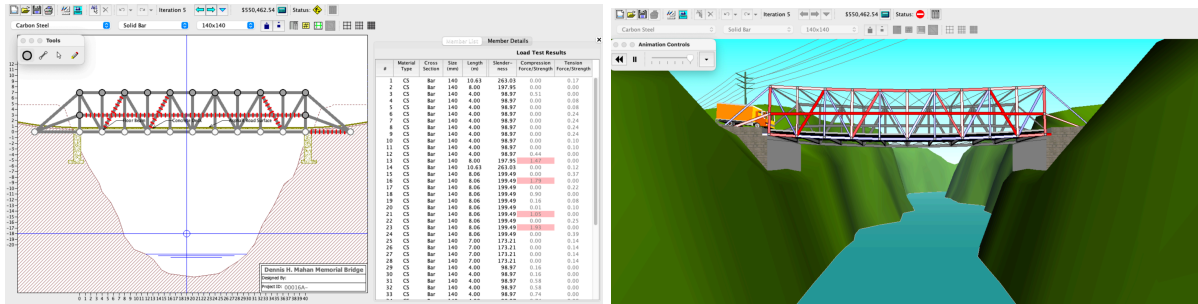 Iteration 5
$550,462.54
Status:
Carbon Steel
Solid Bar
140x140
Tools
Member List
Member Details
Load Test Results
# Material Type Cross Section Size (mm) Length (m) Slender-ness Compression Force/Strength Tension Force/Strength
1 CS Bar 140 10.63 263.03 0.00 0.17
2 CS Bar 140 8.00 197.95 0.00 0.00
3 CS Bar 140 4.00 98.97 0.51 0.00
4 CS Bar 140 4.00 98.97 0.00 0.08
5 CS Bar 140 4.00 98.97 0.00 0.08
6 CS Bar 140 4.00 98.97 0.00 0.24
7 CS Bar 140 4.00 98.97 0.00 0.24
8 CS Bar 140 4.00 98.97 0.00 0.24
9 CS Bar 140 4.00 98.97 0.00 0.24
10 CS Bar 140 4.00 98.97 0.00 0.10
11 CS Bar 140 4.00 98.97 0.00 0.10
12 CS Bar 140 4.00 98.97 0.44 0.00
13 CS Bar 140 8.00 197.95 1.47 0.00
14 CS Bar 140 10.63 263.03 0.00 0.12
15 CS Bar 140 8.06 199.49 0.00 0.37
16 CS Bar 140 8.06 199.49 1.79 0.00
17 CS Bar 140 8.06 199.49 0.00 0.22
18 CS Bar 140 8.06 199.49 0.90 0.00
19 CS Bar 140 8.06 199.49 0.16 0.08
20 CS Bar 140 8.06 199.49 0.01 0.10
21 CS Bar 140 8.06 199.49 1.05 0.00
22 CS Bar 140 8.06 199.49 0.00 0.25
23 CS Bar 140 8.06 199.49 1.93 0.00
24 CS Bar 140 8.06 199.49 0.00 0.39
25 CS Bar 140 7.00 173.21 0.00 0.14
26 CS Bar 140 7.00 173.21 0.00 0.14
27 CS Bar 140 7.00 173.21 0.00 0.14
28 CS Bar 140 7.00 173.21 0.00 0.14
29 CS Bar 140 4.00 98.97 0.16 0.00
30 CS Bar 140 4.00 98.97 0.16 0.00
31 CS Bar 140 4.00 98.97 0.58 0.00
32 CS Bar 140 4.00 98.97 0.58 0.00
33 CS Bar 140 4.00 98.97 0.74 0.00
Dennis H. Mahan Memorial Bridge
Designed By:
Project ID: 00016A-
Iteration 5
$550,462.54
Status:
Carbon Steel
Solid Bar
140x140
Animation Controls